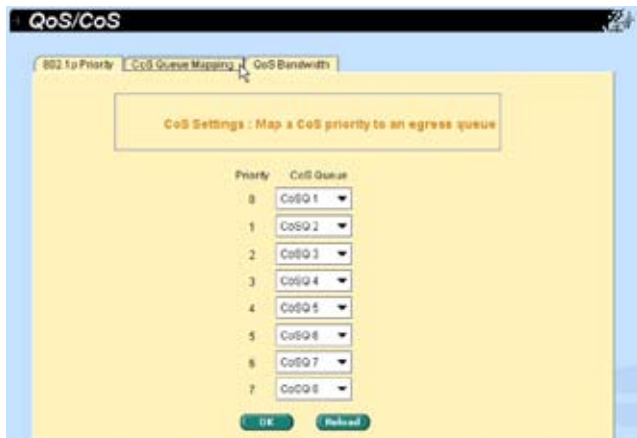 QoS/CoS
802.1p Priority CoS Queue Mapping QoS Bandwidth
CoS Settings : Map a CoS priority to an egress queue
Priority CoS Queue
0 CoSQ 1
1 CoSQ 2
2 CoSQ 3
3 CoSQ 4
4 CoSQ 5
5 CoSQ 6
6 CoSQ 7
7 CoSQ 8
OK Reload